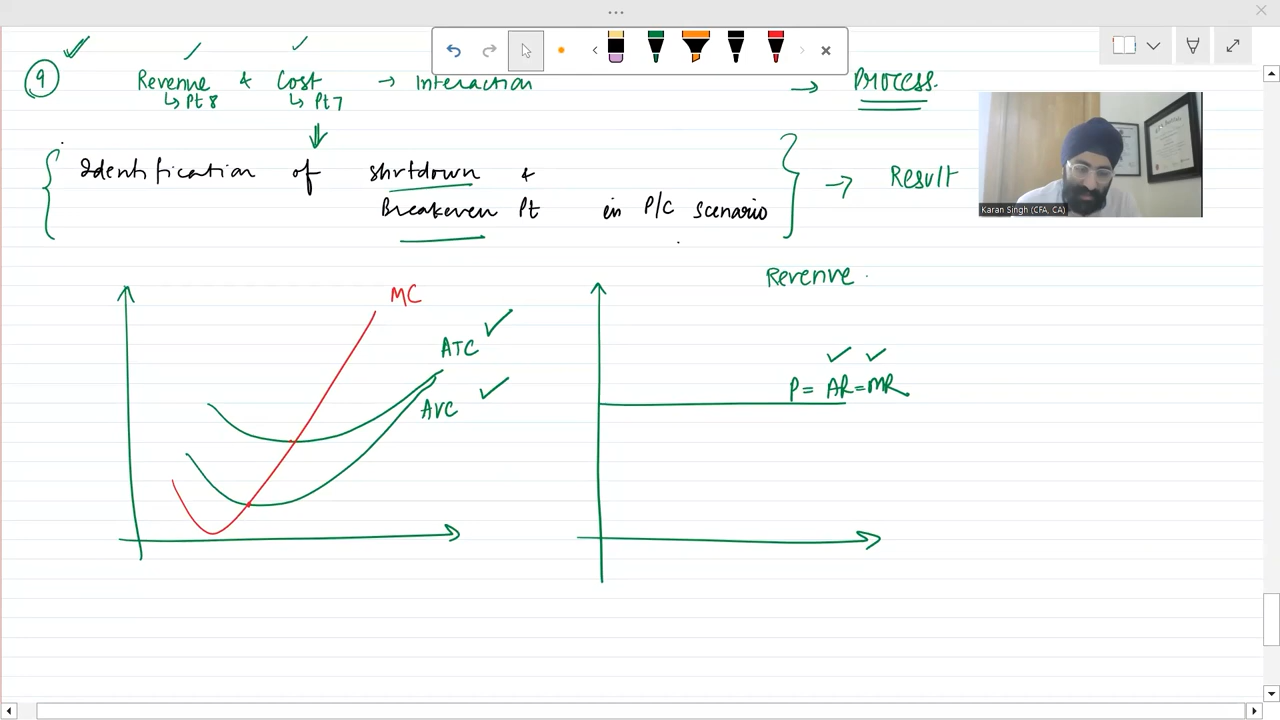 9 Revenue & Cost → Interaction → PROCESS.
↳ Pt 8 ↳ Pt 7
Identification of shutdown & Breakeven Pt in P/C scenario → Result
Karan Singh (CFA, CA)
Revenue
MC
ATC
AVC
P = AR = MR